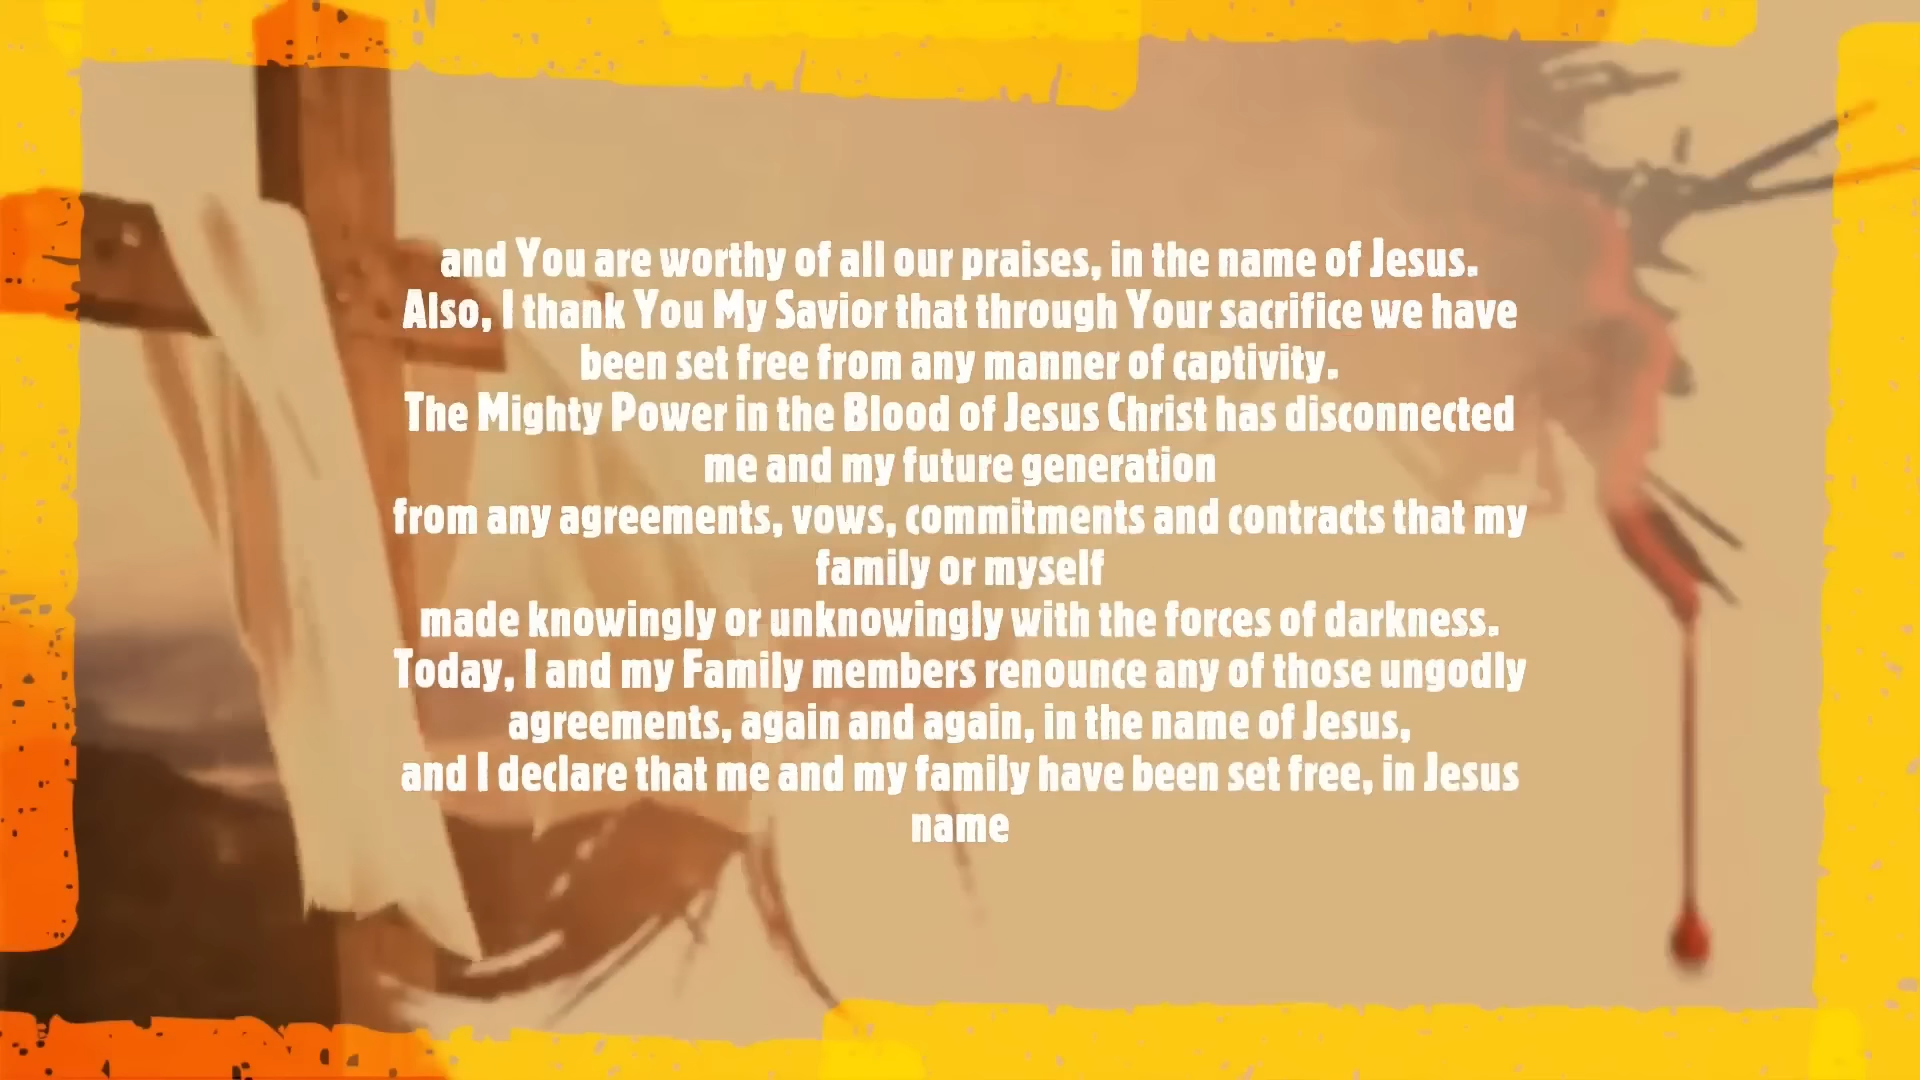 and You are worthy of all our praises, in the name of Jesus.
Also, I thank You My Savior that through Your sacrifice we have
been set free from any manner of captivity.
The Mighty Power in the Blood of Jesus Christ has disconnected
me and my future generation
from any agreements, vows, commitments and contracts that my
family or myself
made knowingly or unknowingly with the forces of darkness.
Today, I and my Family members renounce any of those ungodly
agreements, again and again, in the name of Jesus,
and I declare that me and my family have been set free, in Jesus
name